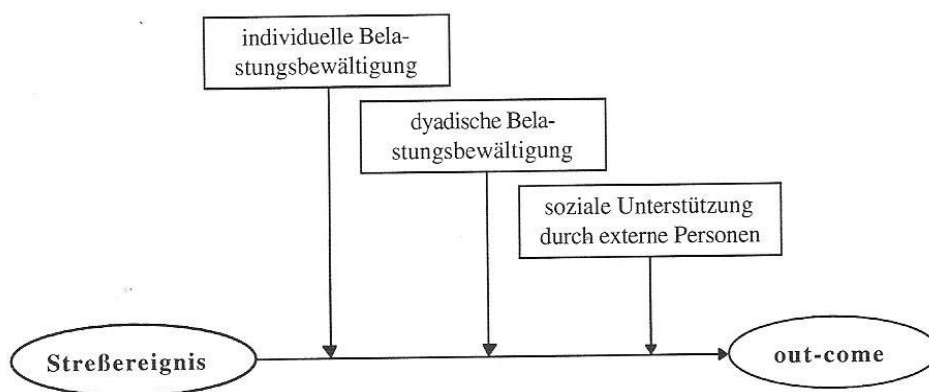 individuelle Bela-
stungsbewältigung
dyadische Bela-
stungsbewältigung
soziale Unterstützung
durch externe Personen
Streßereignis
out-come